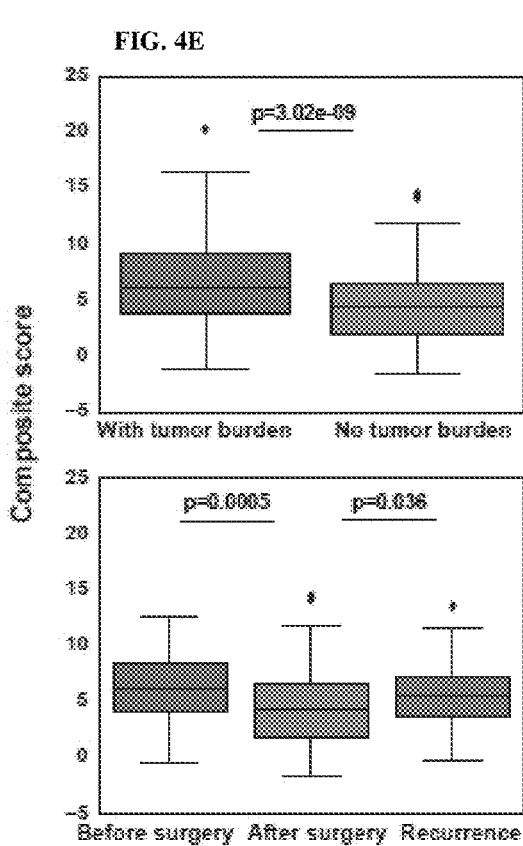 FIG. 4E
Composite score
25
p=3.02e-09
20
15
10
5
0
-5
With tumor burden No tumor burden
25
p=0.0005 p=0.036
20
15
10
5
0
-5
Before surgery After surgery Recurrence